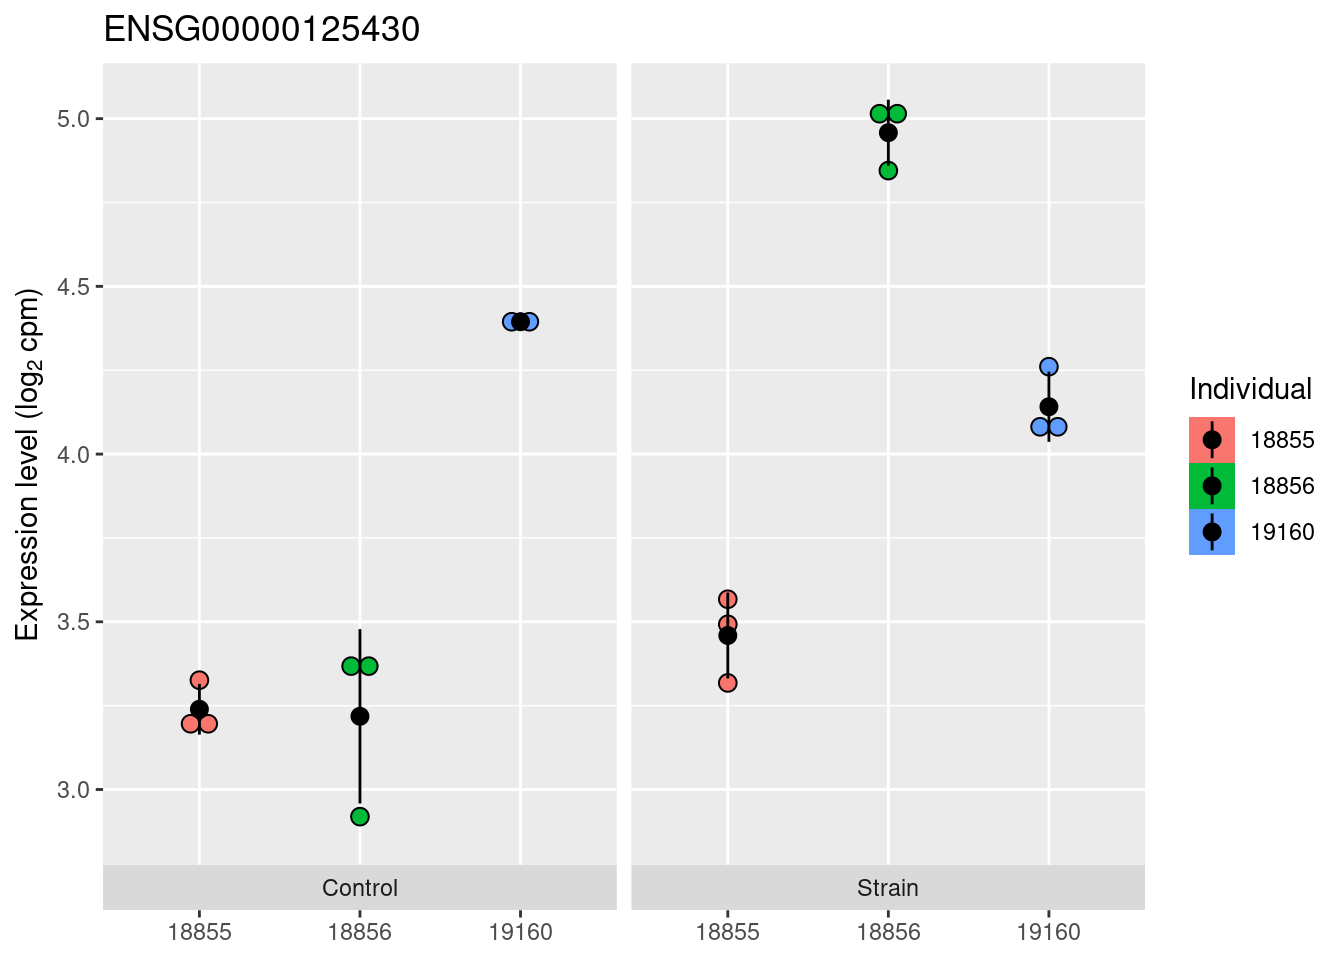 ENSG00000125430
Expression level (log₂ cpm)
5.0
4.5
4.0
3.5
3.0
Control
Strain
18855
18856
19160
18855
18856
19160
Individual
18855
18856
19160